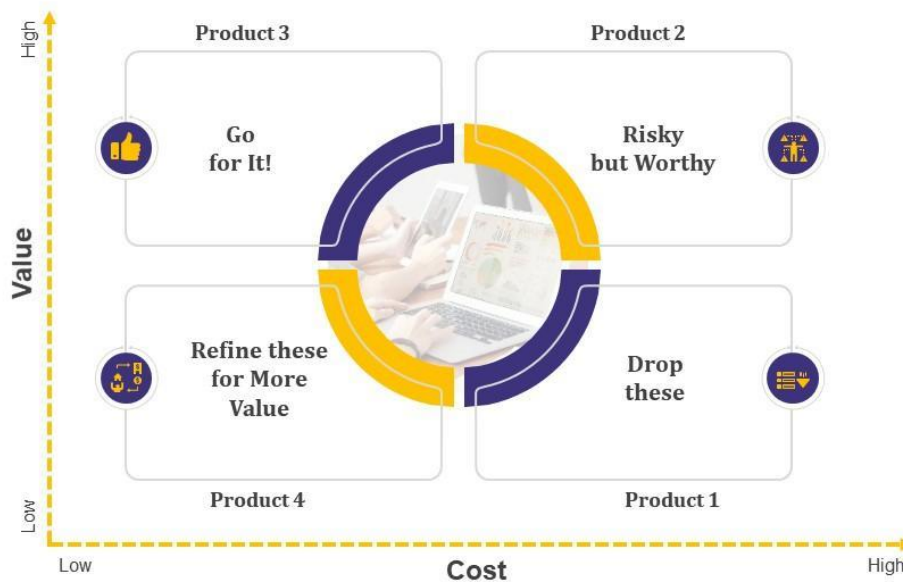 High
Product 3
Product 2
Go
for It!
Risky
but Worthy
Value
Refine these
for More
Value
Drop
these
Low
Product 4
Product 1
Low
Cost
High